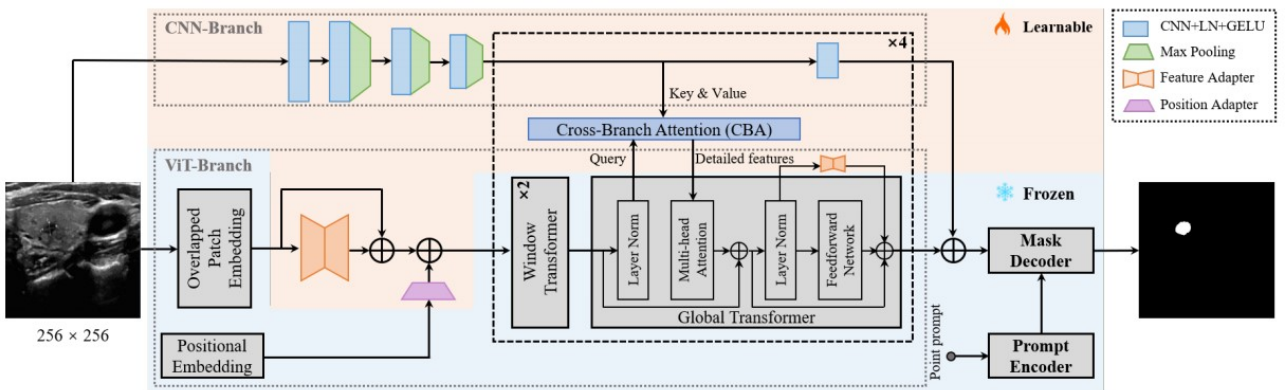 CNN-Branch
×4
Learnable
CNN+LN+GELU
Max Pooling
Feature Adapter
Position Adapter
Key & Value
Cross-Branch Attention (CBA)
ViT-Branch
Query
Detailed features
Frozen
×2
Overlapped
Patch
Embedding
Window
Transformer
Layer Norm
Multi-head
Attention
Layer Norm
Feedforward
Network
Global Transformer
Mask
Decoder
256 × 256
Positional
Embedding
Point prompt
Prompt
Encoder